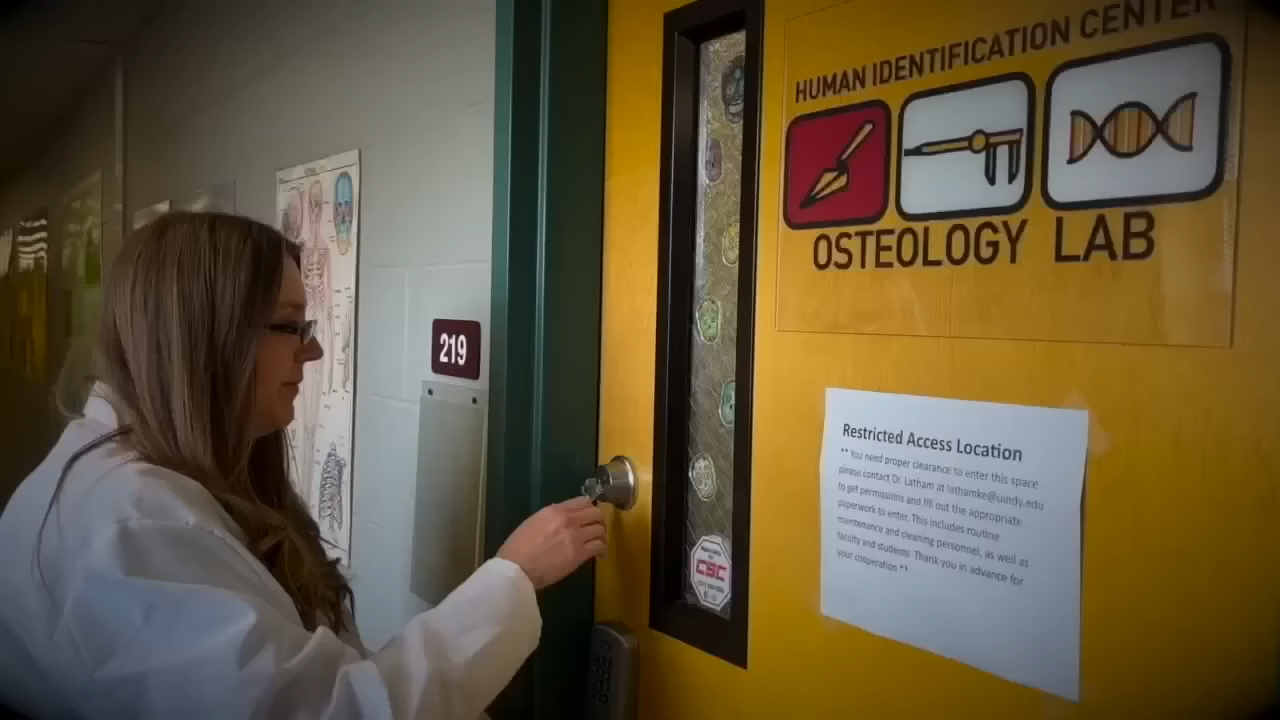 HUMAN IDENTIFICATION CENTER
OSTEOLOGY LAB
219
Restricted Access Location
** You need proper clearance to enter this space
please contact Dr. Latham at lathamke@uindy.edu
to get permissions and fill out the appropriate
paperwork to enter. This includes routine
maintenance and cleaning personnel, as well as
faculty and students. Thank you in advance for
your cooperation **
CSC